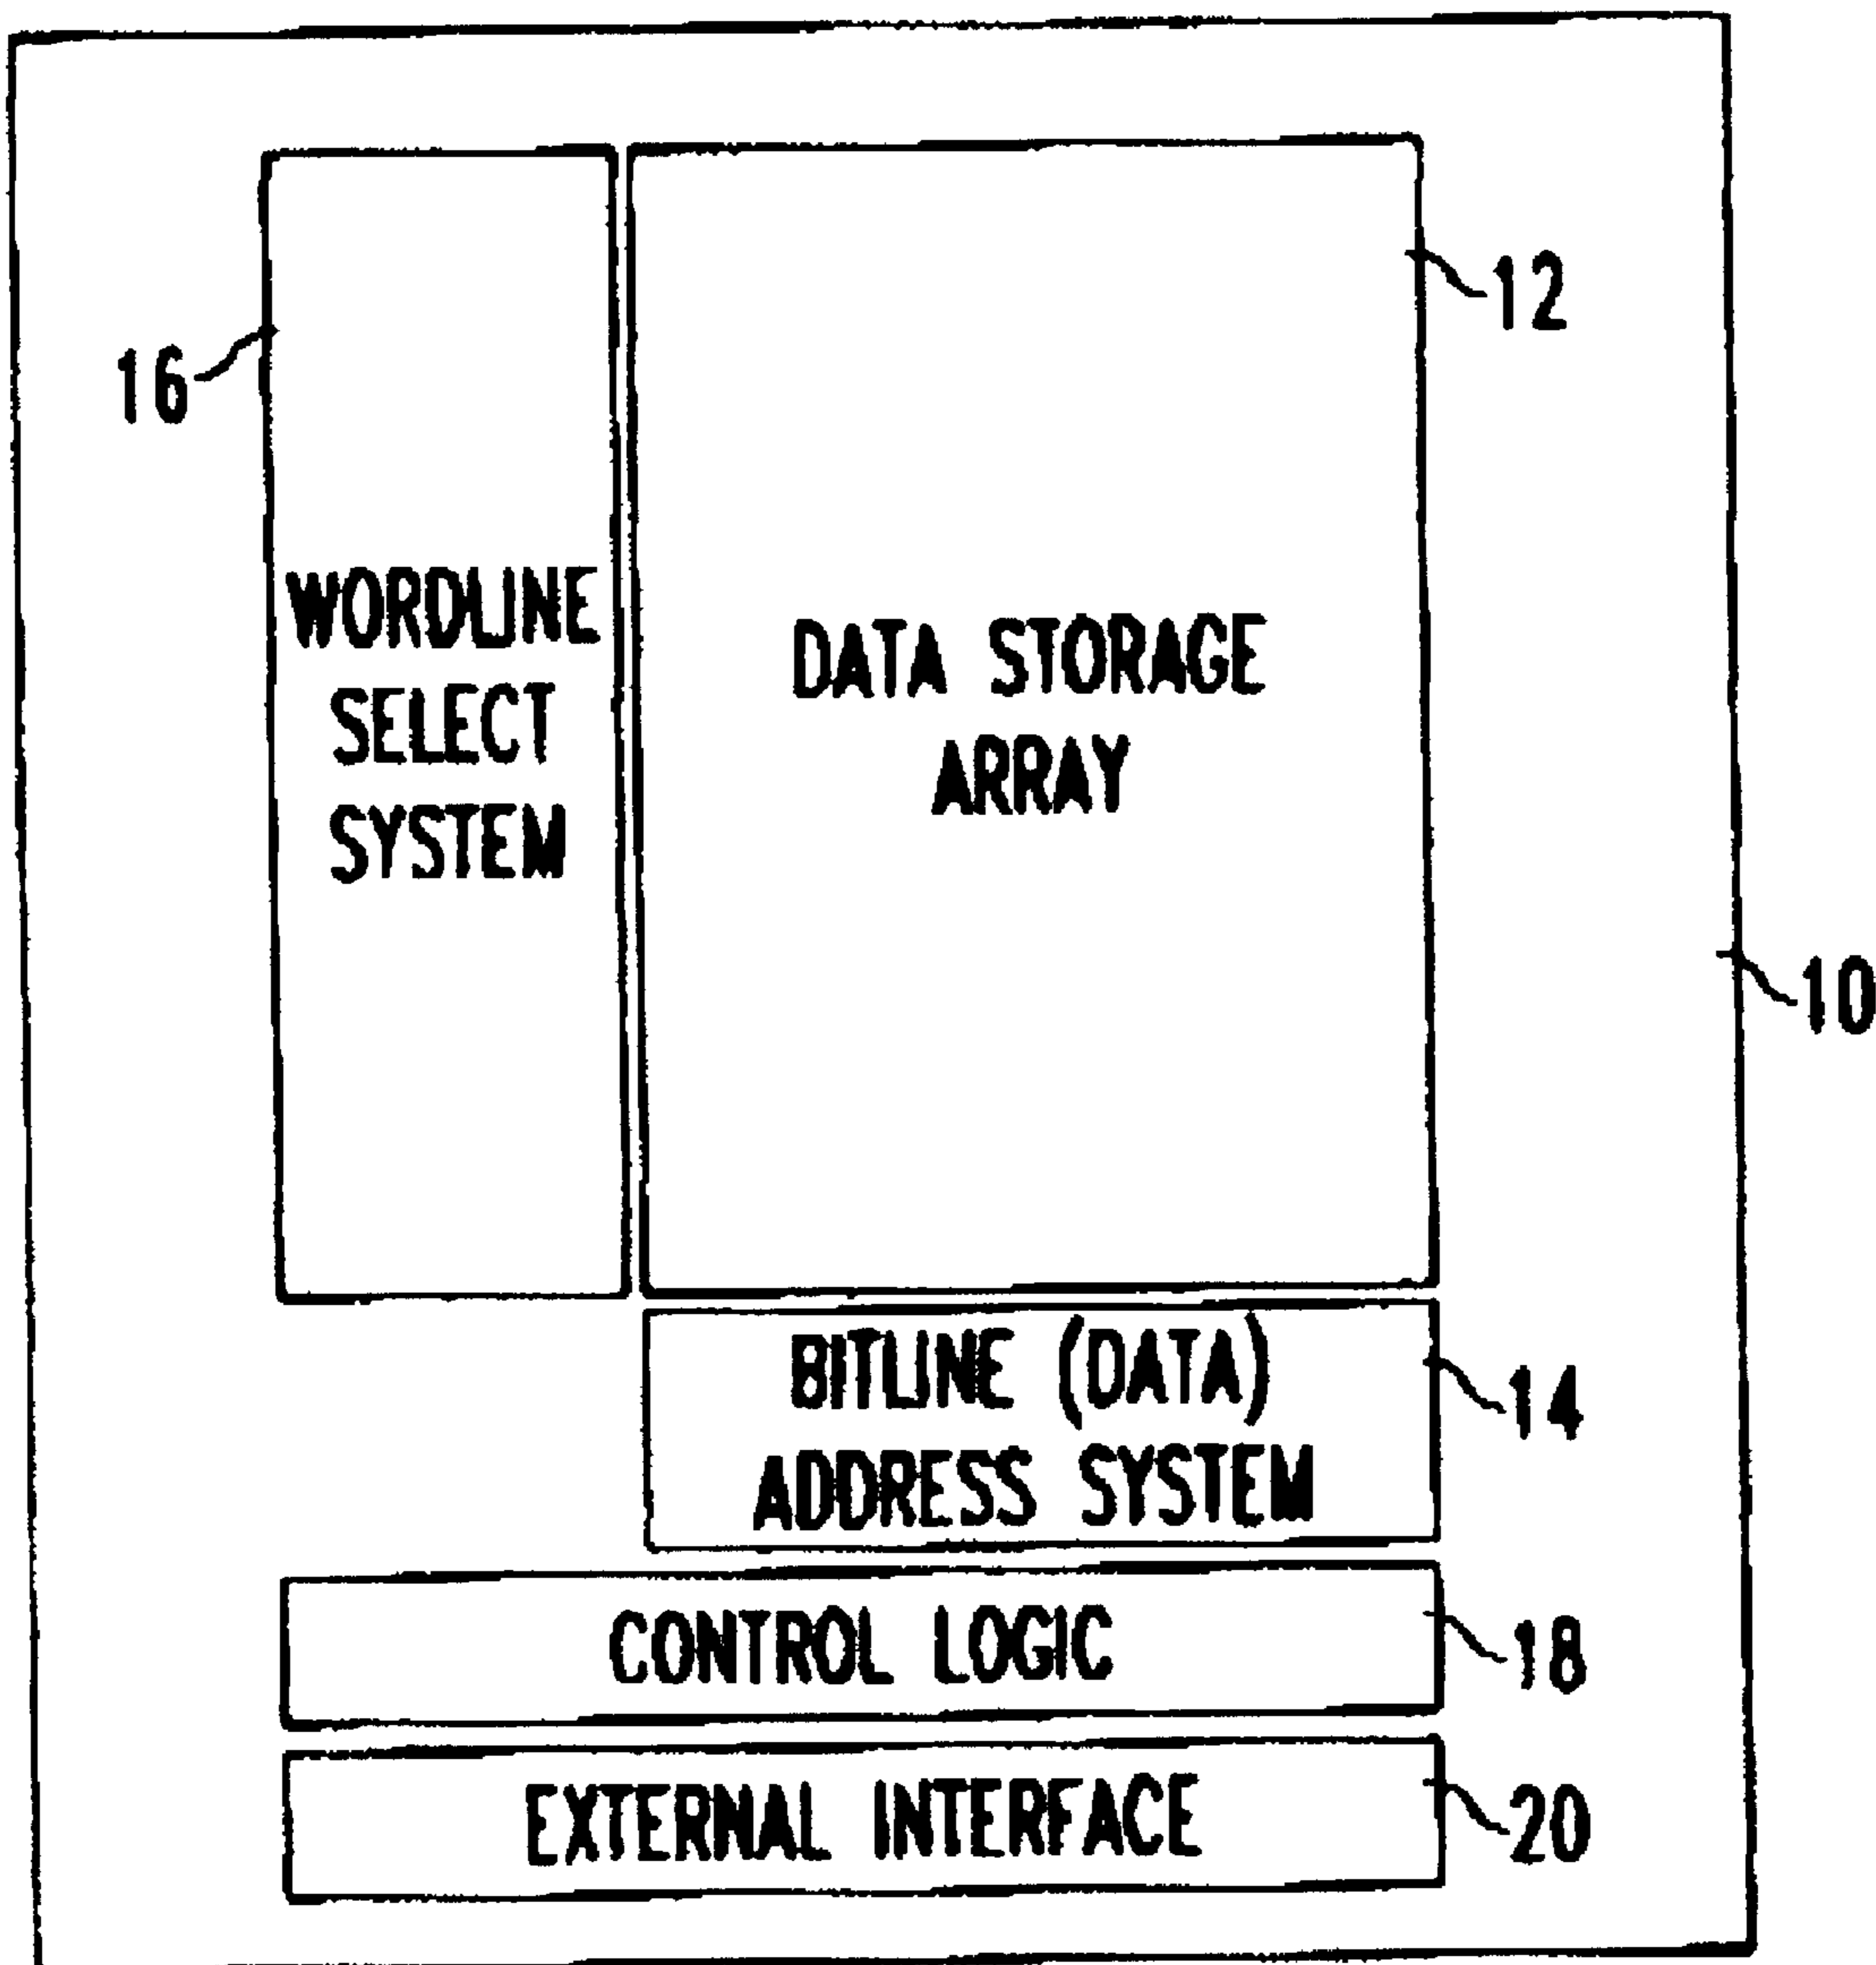 12
16
WORDLINE
SELECT
SYSTEM
DATA STORAGE
ARRAY
10
BITLINE (DATA)
ADDRESS SYSTEM
14
CONTROL LOGIC
18
EXTERNAL INTERFACE
20